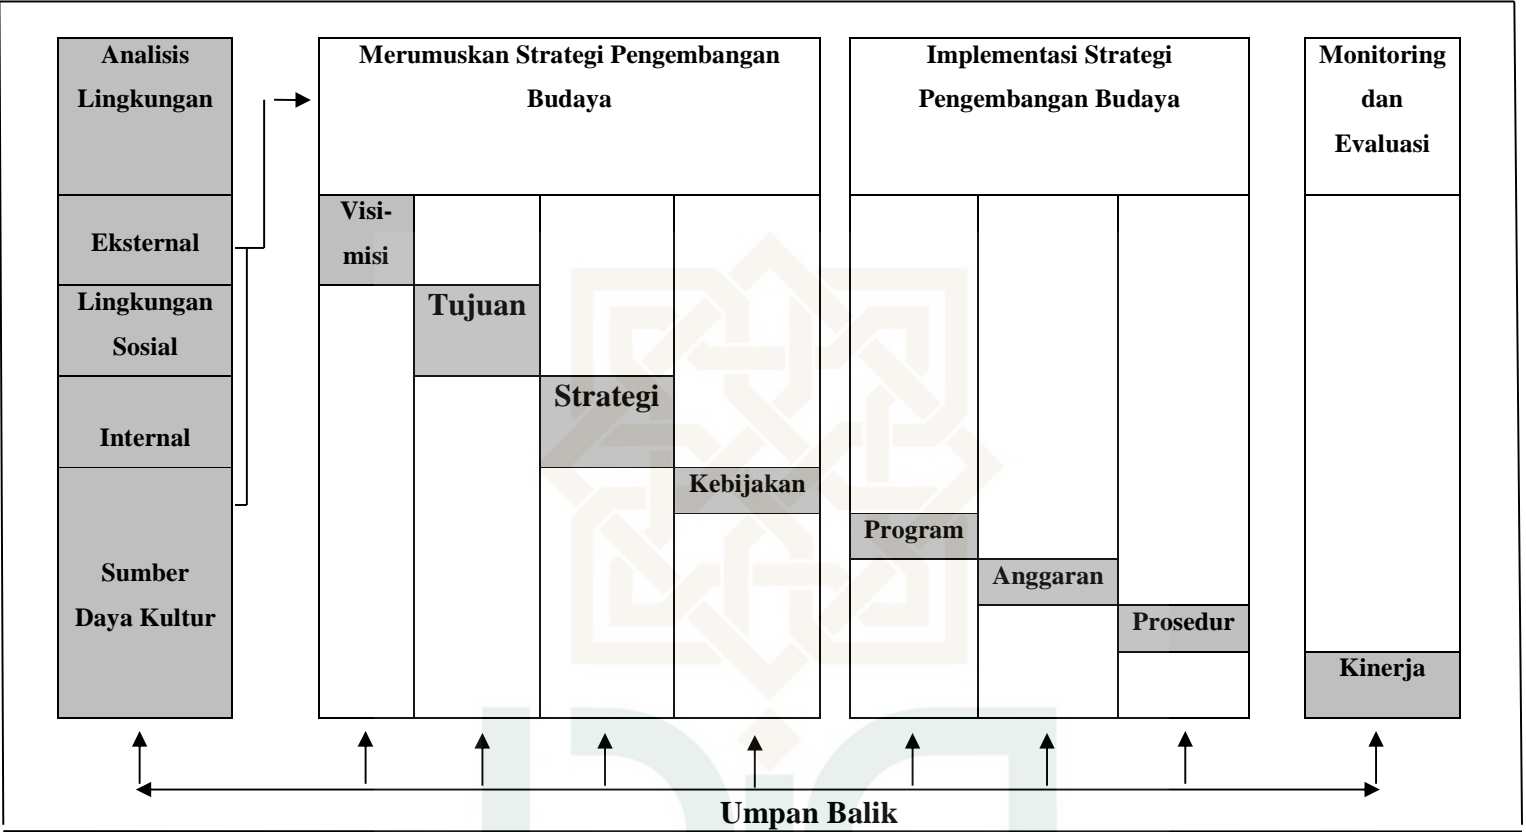 Analisis
Lingkungan
Eksternal
Lingkungan
Sosial
Internal
Sumber
Daya Kultur
Merumuskan Strategi Pengembangan
Budaya
Visi-
misi
Tujuan
Strategi
Kebijakan
Implementasi Strategi
Pengembangan Budaya
Program
Anggaran
Prosedur
Monitoring
dan
Evaluasi
Kinerja
Umpan Balik